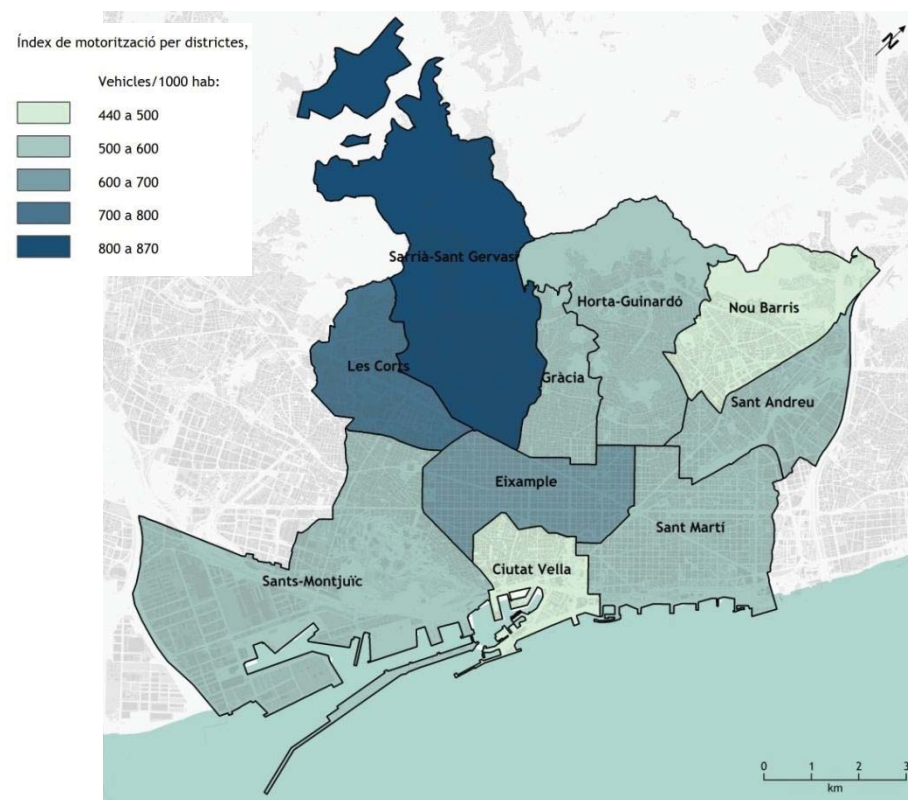 Índex de motorització per districtes,
Vehicles/1000 hab:
440 a 500
500 a 600
600 a 700
700 a 800
800 a 870
N
Sarrià-Sant Gervasi
Horta-Guinardó
Nou Barris
Les Corts
Gràcia
Sant Andreu
Eixample
Sant Martí
Ciutat Vella
Sants-Montjuïc
0 1 2 3
km